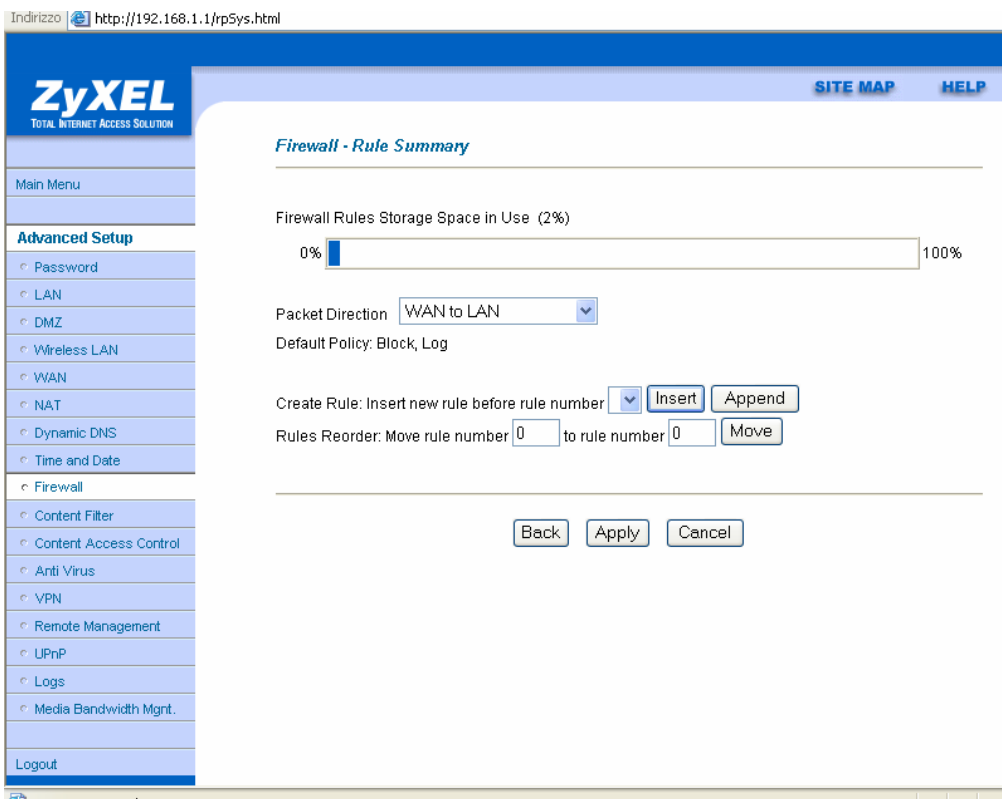 Indirizzo http://192.168.1.1/rpSys.html
ZyXEL
TOTAL INTERNET ACCESS SOLUTION
SITE MAP HELP
Main Menu
Advanced Setup
Password
LAN
DMZ
Wireless LAN
WAN
NAT
Dynamic DNS
Time and Date
Firewall
Content Filter
Content Access Control
Anti Virus
VPN
Remote Management
UPnP
Logs
Media Bandwidth Mgnt.
Logout
Firewall - Rule Summary
Firewall Rules Storage Space in Use (2%)
0% 100%
Packet Direction WAN to LAN
Default Policy: Block, Log
Create Rule: Insert new rule before rule number Insert Append
Rules Reorder: Move rule number 0 to rule number 0 Move
Back Apply Cancel